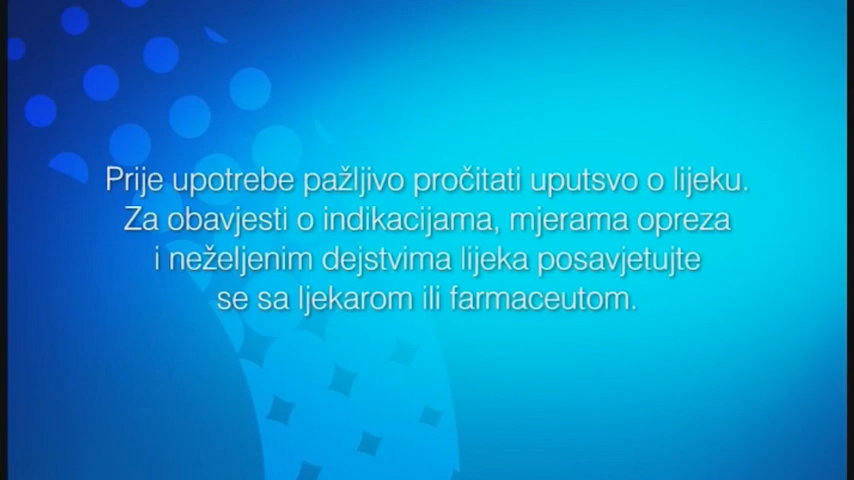 Prije upotrebe pažljivo pročitati uputsvo o lijeku.
Za obavjesti o indikacijama, mjerama opreza
i neželjenim dejstvima lijeka posavjetujte
se sa ljekarom ili farmaceutom.